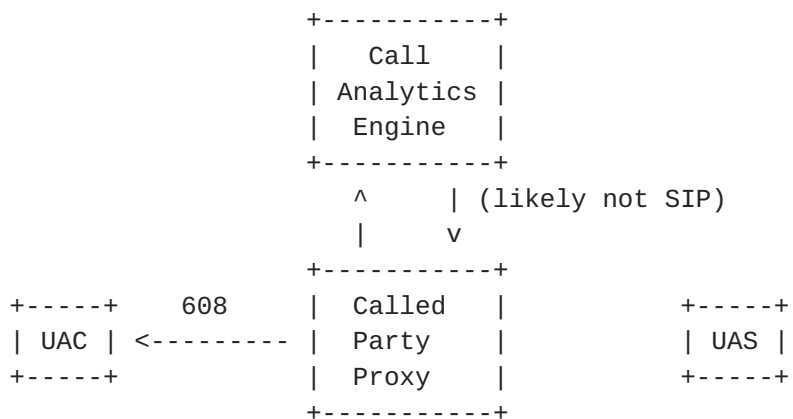 Call
Analytics
Engine
(likely not SIP)
608
Called
UAC
Party
UAS
Proxy